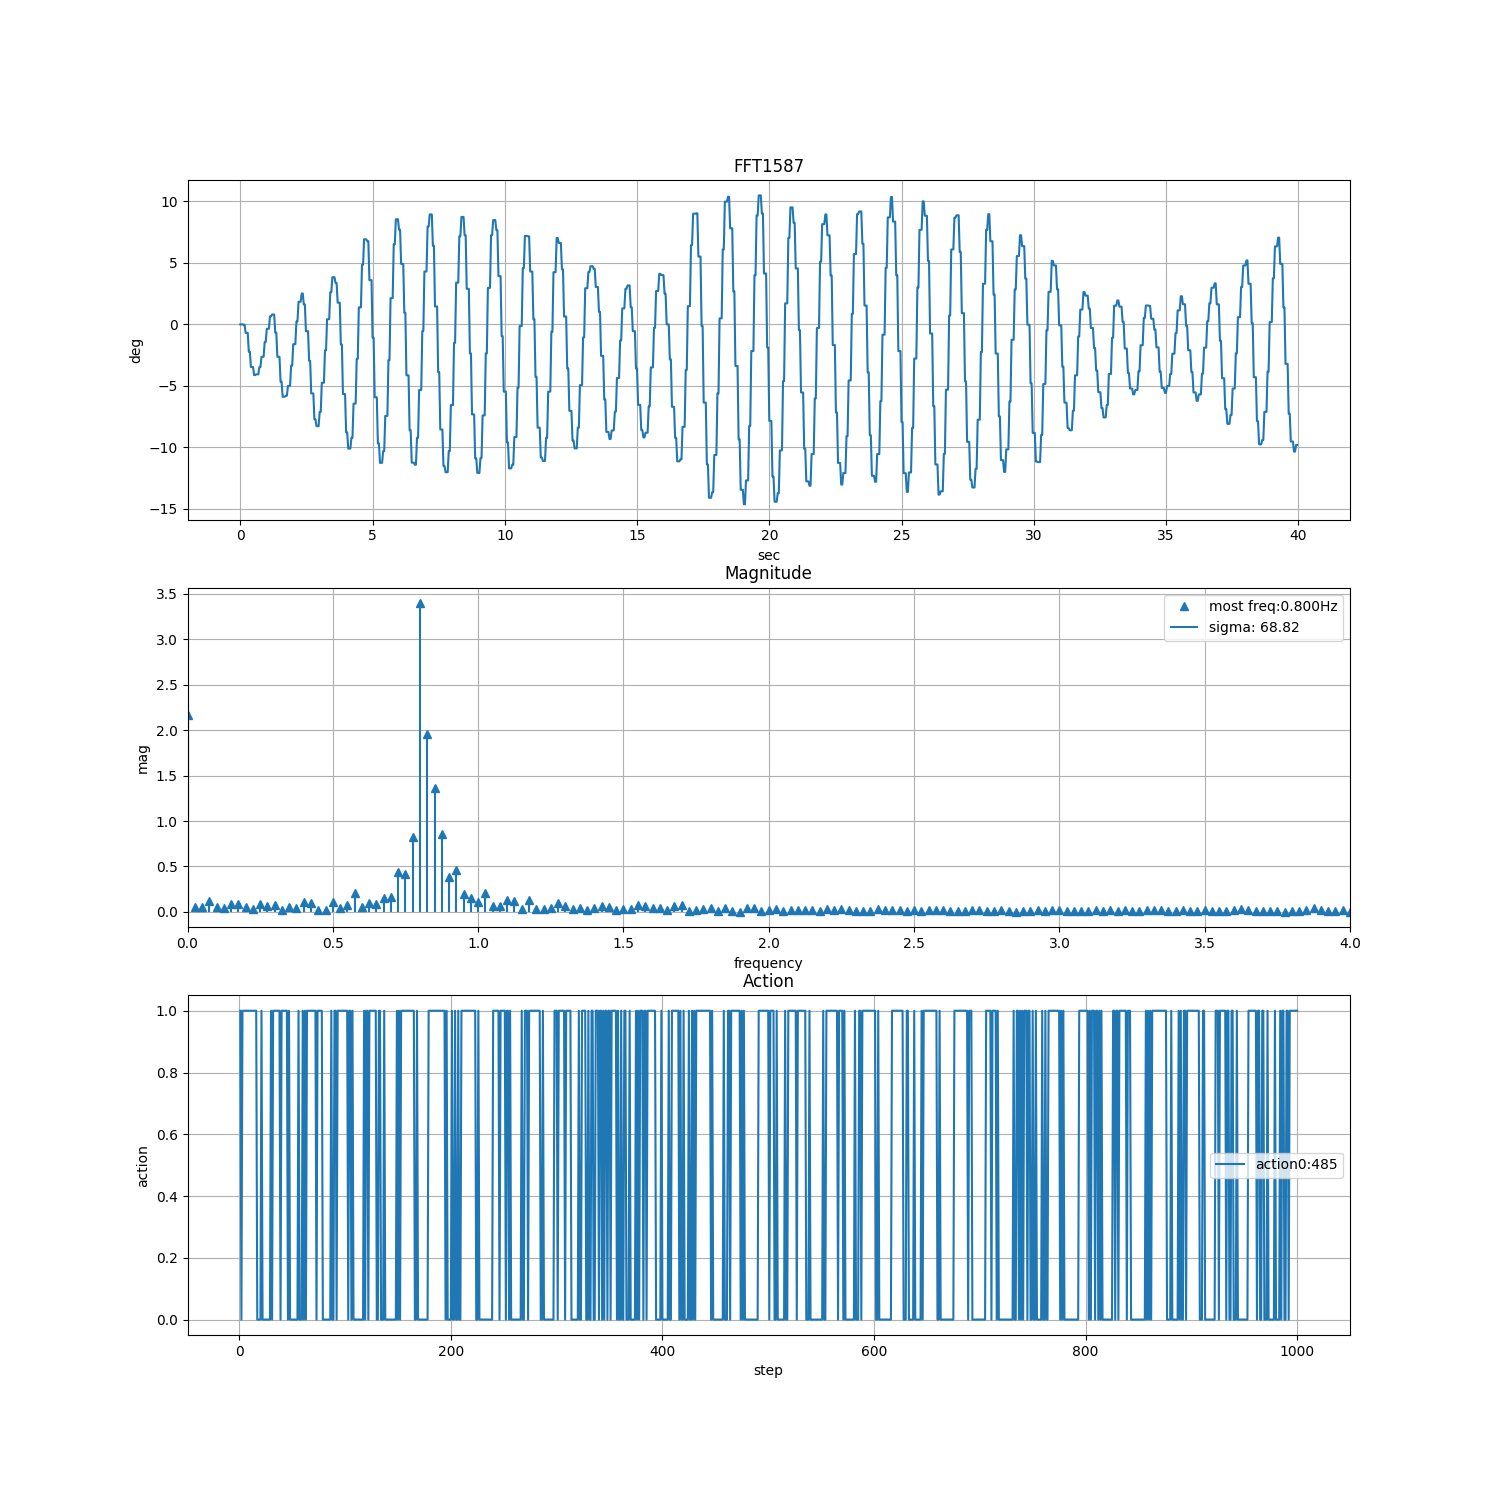 FFT1587
10
5
0
−5
−10
−15
deg
0 5 10 15 20 25 30 35 40
sec
Magnitude
3.5
3.0
2.5
2.0
1.5
1.0
0.5
0.0
mag
most freq:0.800Hz
sigma: 68.82
0.0 0.5 1.0 1.5 2.0 2.5 3.0 3.5 4.0
frequency
Action
1.0
0.8
0.6
0.4
0.2
0.0
action
action0:485
0 200 400 600 800 1000
step